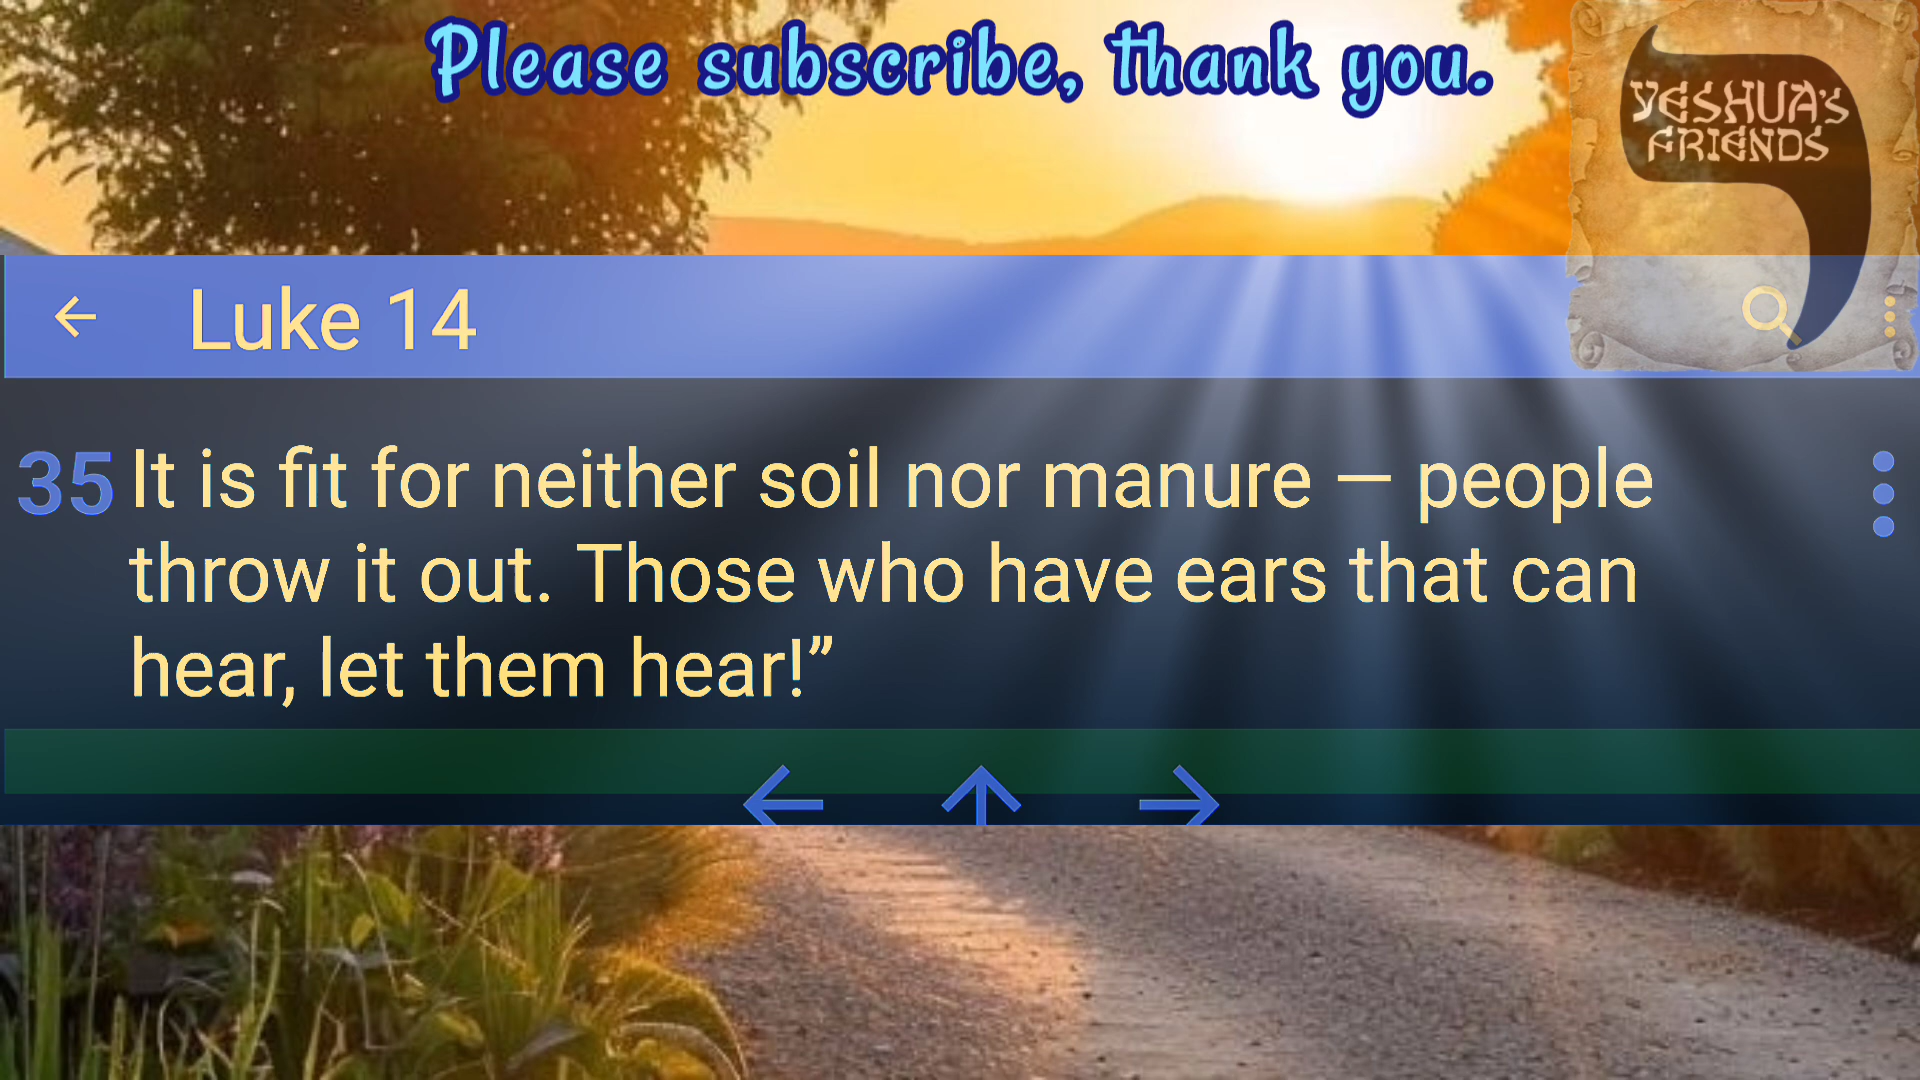 Please subscribe, thank you.
YESHUA'S
FRIENDS
Luke 14
35 It is fit for neither soil nor manure — people
throw it out. Those who have ears that can
hear, let them hear!”